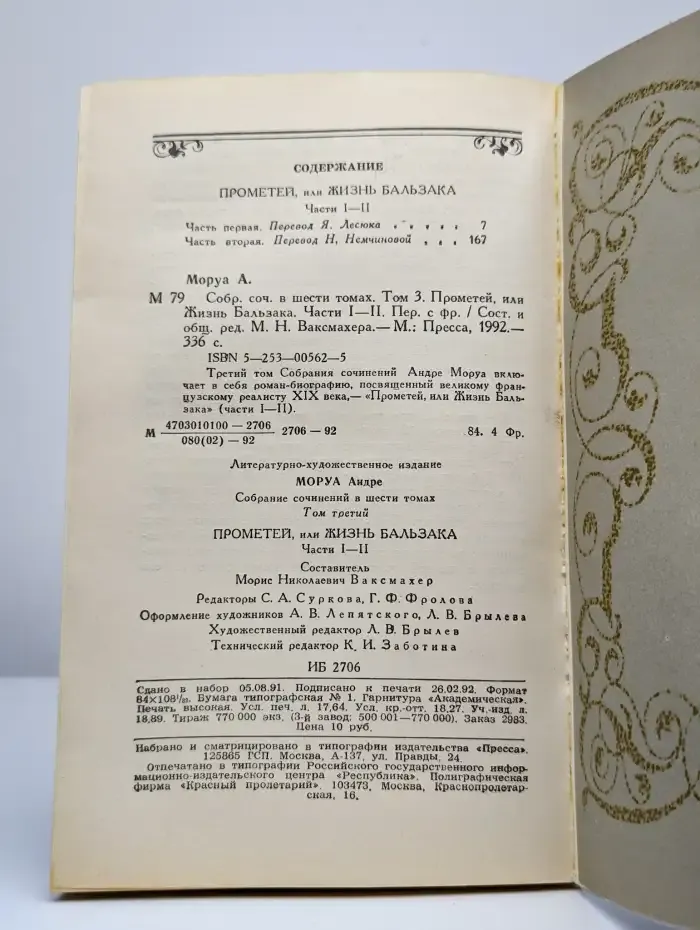 СОДЕРЖАНИЕ
ПРОМЕТЕЙ, или ЖИЗНЬ БАЛЬЗАКА
Части I—II
Часть первая. Перевод Я. Лесюка . . . . . 7
Часть вторая. Перевод Н. Немчиновой . . . 167
Моруа А.
М 79 Собр. соч. в шести томах. Том 3. Прометей, или
Жизнь Бальзака. Части I—II. Пер. с фр. / Сост. и
общ. ред. М. Н. Ваксмахера.— М.: Пресса, 1992.—
336 с.
ISBN 5—253—00562—5
Третий том Собрания сочинений Андре Моруа вклю-
чает в себя роман-биографию, посвященный великому фран-
цузскому реалисту XIX века,— «Прометей, или Жизнь Баль-
зака» (части I—II).
М 4703010100 — 2706
080(02) — 92
2706 — 92 84. 4 Фр.
Литературно-художественное издание
МОРУА Андре
Собрание сочинений в шести томах
Том третий
ПРОМЕТЕЙ, или ЖИЗНЬ БАЛЬЗАКА
Части I—II
Составитель
Морис Николаевич Ваксмахер
Редакторы С. А. Суркова, Г. Ф. Фролова
Оформление художников А. В. Лепятского, Л. В. Брылева
Художественный редактор Л. В. Брылев
Технический редактор К. И. Заботина
ИБ 2706
Сдано в набор 05.08.91. Подписано к печати 26.02.92. Формат
84×108¹/₃₂. Бумага типографская № 1. Гарнитура «Академическая».
Печать высокая. Усл. печ. л. 17,64. Усл. кр.-отт. 18,27. Уч.-изд. л.
18,89. Тираж 770 000 экз. (3-й завод: 500 001—770 000). Заказ 2983.
Цена 10 руб.
Набрано и сматрицировано в типографии издательства «Пресса».
125865 ГСП. Москва, А-137, ул. Правды, 24.
Отпечатано в типографии Российского государственного инфор-
мационно-издательского центра «Республика». Полиграфическая
фирма «Красный пролетарий». 103473, Москва, Краснопролетар-
ская, 16.